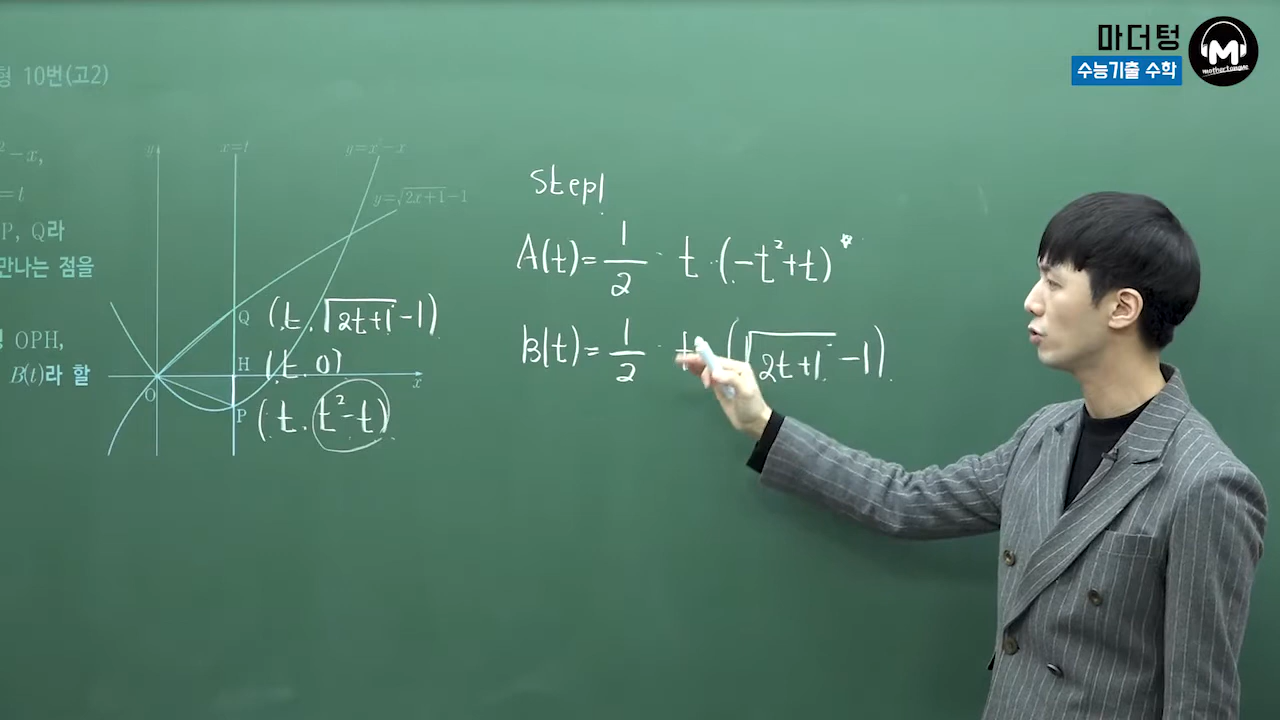 마더텅
수능기출 수학
M
mothertongue
형 10번(고2)
² − x,
= t
P, Q라
만나는 점을
OPH,
B(t)라 할
y
x=t
y=x²−x
y=√(2x+1)−1
Q
(t. √(2t+1) -1)
H
(t. 0)
x
O
P
(t. t²-t)
Step1
A(t)= 1/2 · t · (-t²+t)
B(t)= 1/2 · t · (√(2t+1) -1)